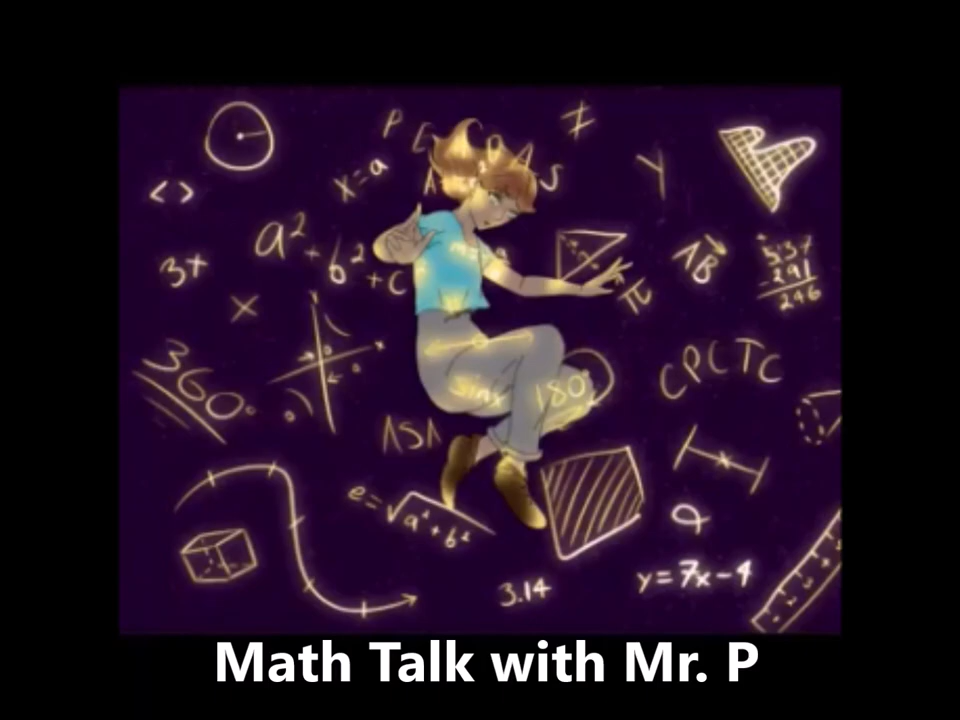 PEMDAS
≠
< >
x=a
Y
a²+b²+c
3+
X
AB
π
537
-291
246
360°
180°
sinx
CPCTC
ASA
e=√a²+b²
3.14
y=7x-4
Math Talk with Mr. P